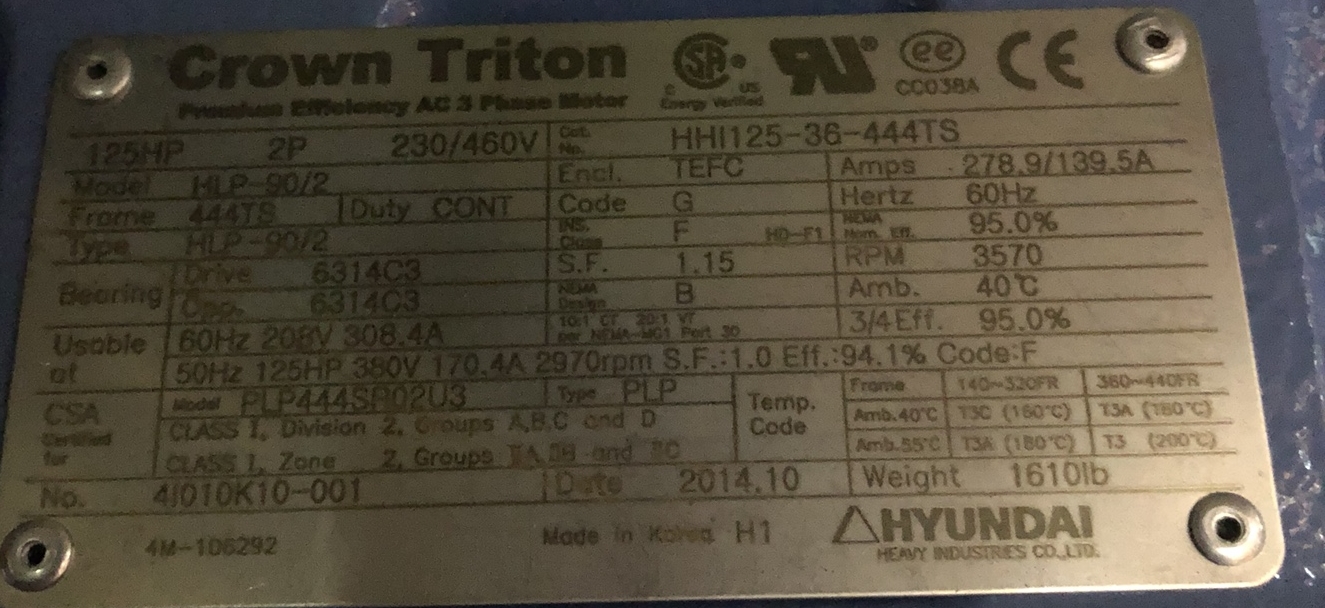 Crown Triton
Premium Efficiency AC 3 Phase Motor
SA C US Energy Verified
ee CC038A
CE
125HP 2P 230/460V Cat. No. HHI125-36-444TS
Model HLP-90/2 Encl. TEFC Amps 278.9/139.5A
Frame 444TS Duty CONT Code G Hertz 60Hz
Type HLP-90/2 INS. Class F HD-F1 NEMA Nom. Eff. 95.0%
Bearing Drive 6314C3 S.F. 1.15 RPM 3570
Opp. 6314C3 NEMA Design B Amb. 40℃
Usable at 60Hz 208V 308.4A 10:1 CT 20:1 VT per NEMA-MG1 Part 30 3/4Eff. 95.0%
50Hz 125HP 380V 170.4A 2970rpm S.F.:1.0 Eff.:94.1% Code:F
CSA Certified for Model Type PLP Temp. Code Frame 140~320FR 360~440FR
CLASS I, Division 2, Groups A,B,C and D Amb.40℃ T3C (160℃) T3A (180℃)
CLASS I, Zone 2, Groups and Amb.55℃ T3A (180℃) T3 (200℃)
No. 41010K10-001 Date 2014.10 Weight 1610lb
4M-106292 Made in Korea H1 HYUNDAI
HEAVY INDUSTRIES CO.,LTD.